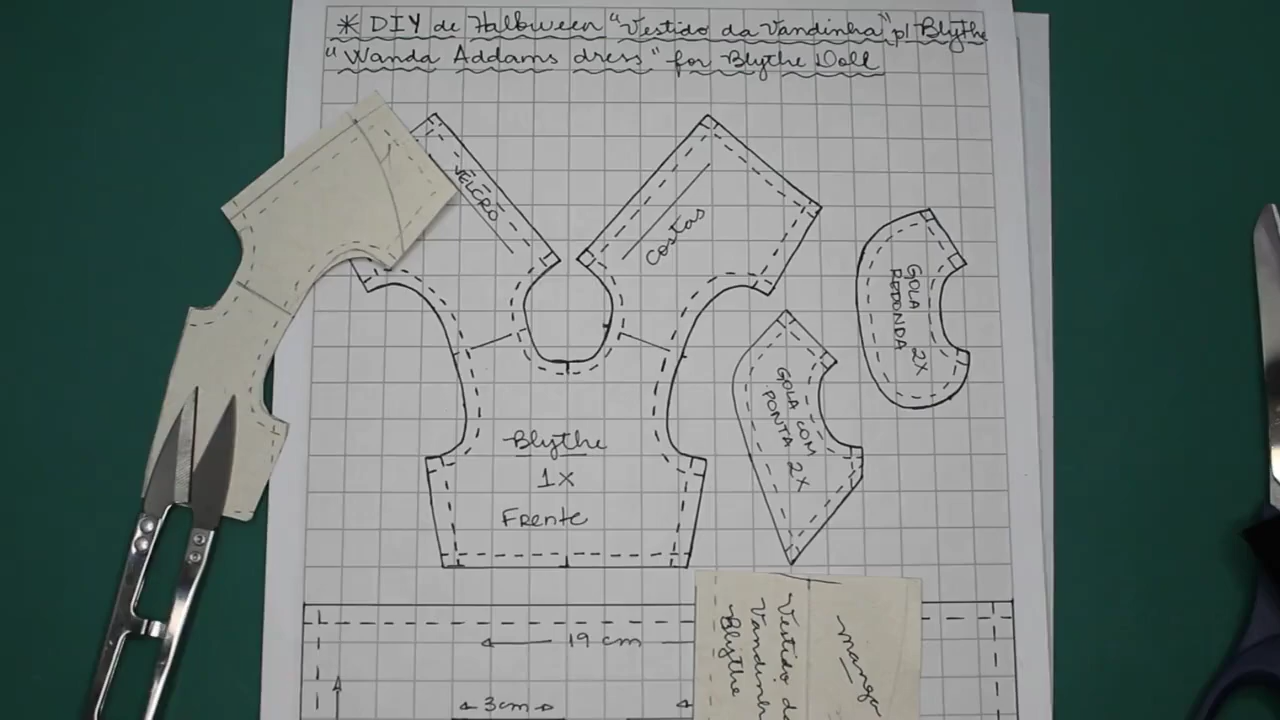 * DIY de Halloween "Vestido da Vandinha" p/ Blythe
"Wanda Addams dress" for Blythe Doll
VELCRO
Costas
GOLA
REDONDA 2X
GOLA COM
PONTA 2X
Blythe
1X
Frente
19 cm
3cm
Vestido da
Vandinh
Blythe
manga